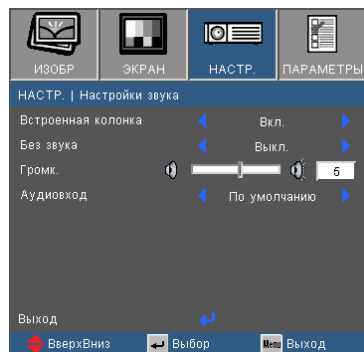 ИЗОБР ЭКРАН НАСТР. ПАРАМЕТРЫ
НАСТР. | Настройки звука
Встроенная колонка Вкл.
Без звука Выкл.
Громк. 5
Аудиовход По умолчанию
Выход
ВверхВниз Выбор Menu Выход